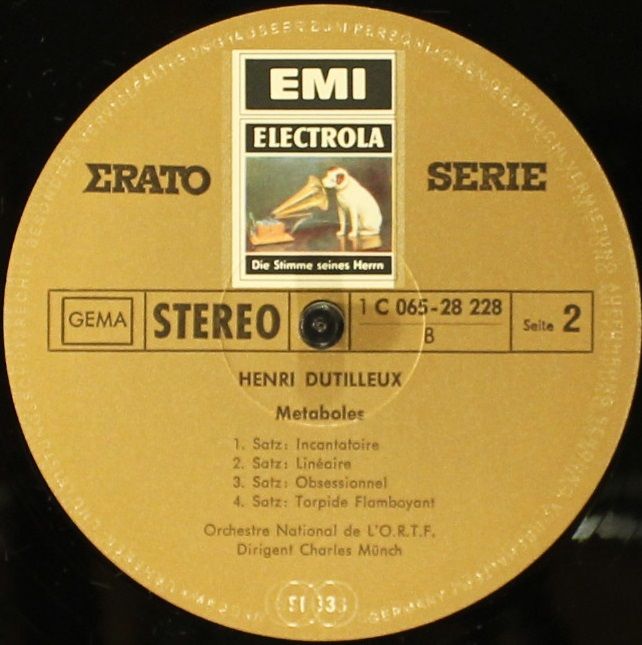 EMI
ELECTROLA
ΣRATO SERIE
Die Stimme seines Herrn
GEMA STEREO 1 C 065-28 228 Seite 2
B
HENRI DUTILLEUX
Metaboles
1. Satz: Incantatoire
2. Satz: Linéaire
3. Satz: Obsessionnel
4. Satz: Torpide Flamboyant
Orchestre National de L'O.R.T.F.
Dirigent Charles Münch